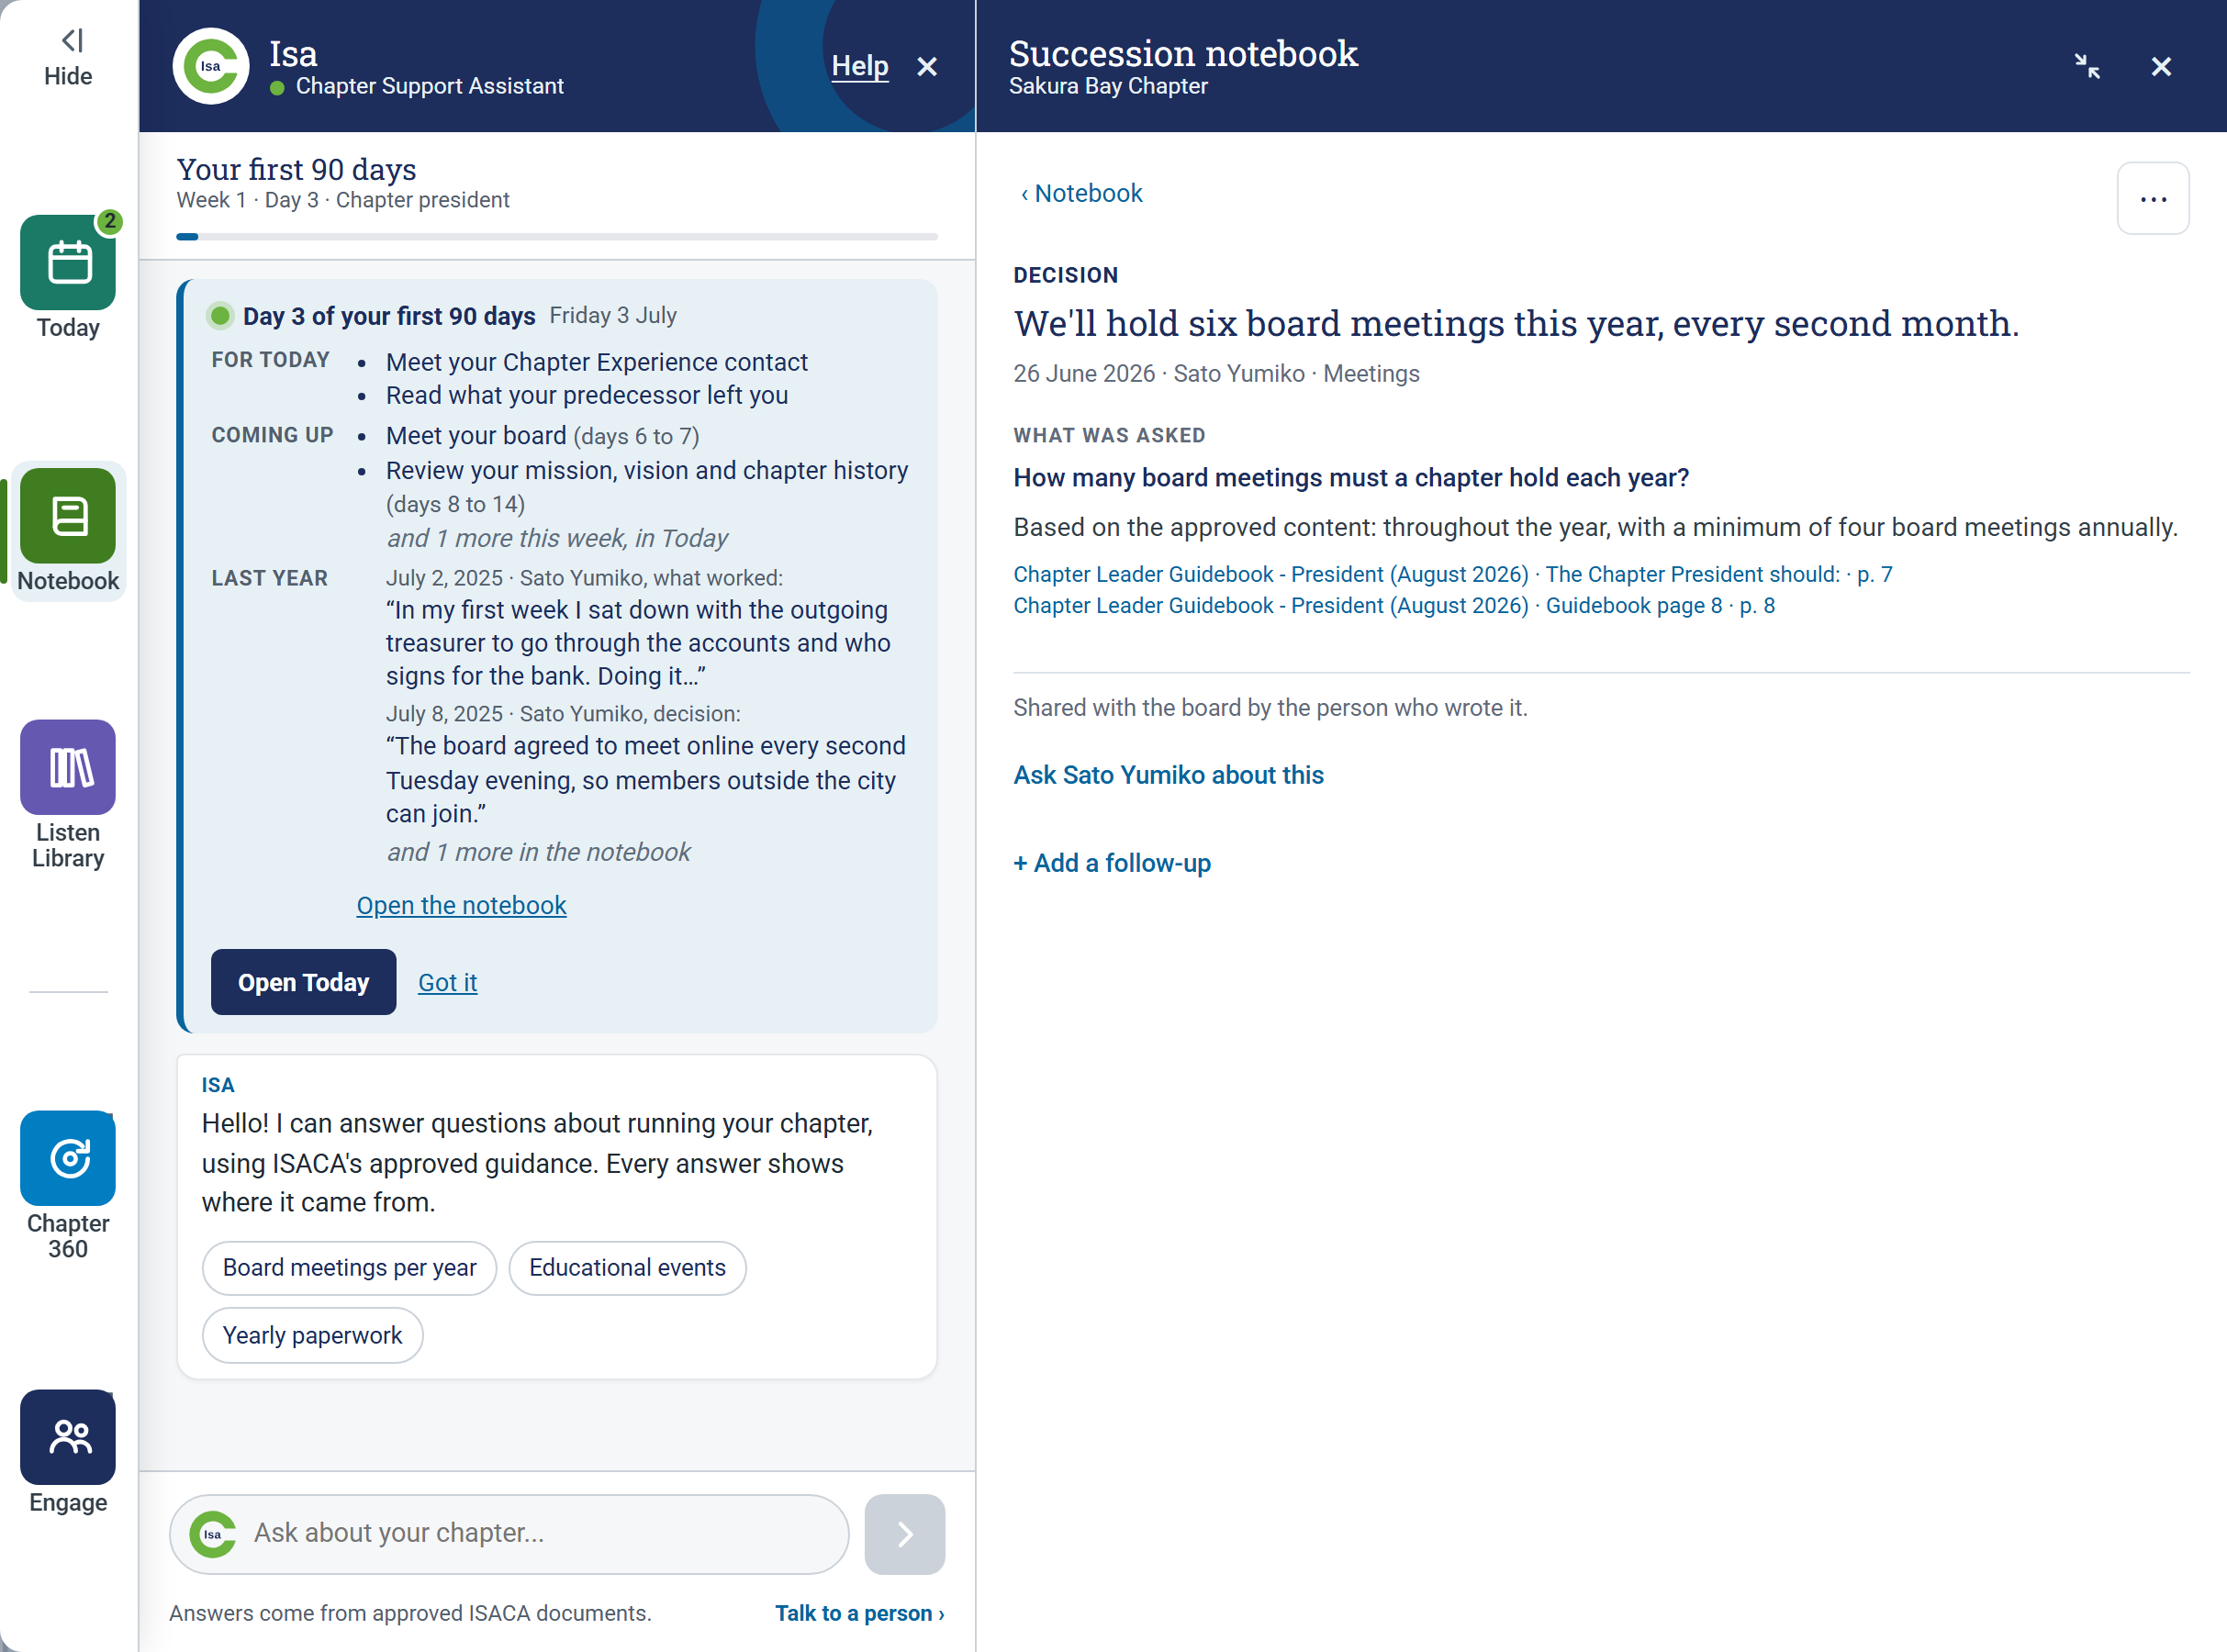 Hide
2
Today
Notebook
Listen
Library
Chapter
360
Engage
Isa
Isa
Chapter Support Assistant
Help
Your first 90 days
Week 1 · Day 3 · Chapter president
Day 3 of your first 90 days Friday 3 July
FOR TODAY
• Meet your Chapter Experience contact
• Read what your predecessor left you
COMING UP
• Meet your board (days 6 to 7)
• Review your mission, vision and chapter history
(days 8 to 14)
and 1 more this week, in Today
LAST YEAR
July 2, 2025 · Sato Yumiko, what worked:
“In my first week I sat down with the outgoing
treasurer to go through the accounts and who
signs for the bank. Doing it…”
July 8, 2025 · Sato Yumiko, decision:
“The board agreed to meet online every second
Tuesday evening, so members outside the city
can join.”
and 1 more in the notebook
Open the notebook
Open Today
Got it
ISA
Hello! I can answer questions about running your chapter,
using ISACA's approved guidance. Every answer shows
where it came from.
Board meetings per year
Educational events
Yearly paperwork
Isa
Ask about your chapter...
Answers come from approved ISACA documents.
Talk to a person ›
Succession notebook
Sakura Bay Chapter
‹ Notebook
...
DECISION
We'll hold six board meetings this year, every second month.
26 June 2026 · Sato Yumiko · Meetings
WHAT WAS ASKED
How many board meetings must a chapter hold each year?
Based on the approved content: throughout the year, with a minimum of four board meetings annually.
Chapter Leader Guidebook - President (August 2026) · The Chapter President should: · p. 7
Chapter Leader Guidebook - President (August 2026) · Guidebook page 8 · p. 8
Shared with the board by the person who wrote it.
Ask Sato Yumiko about this
+ Add a follow-up